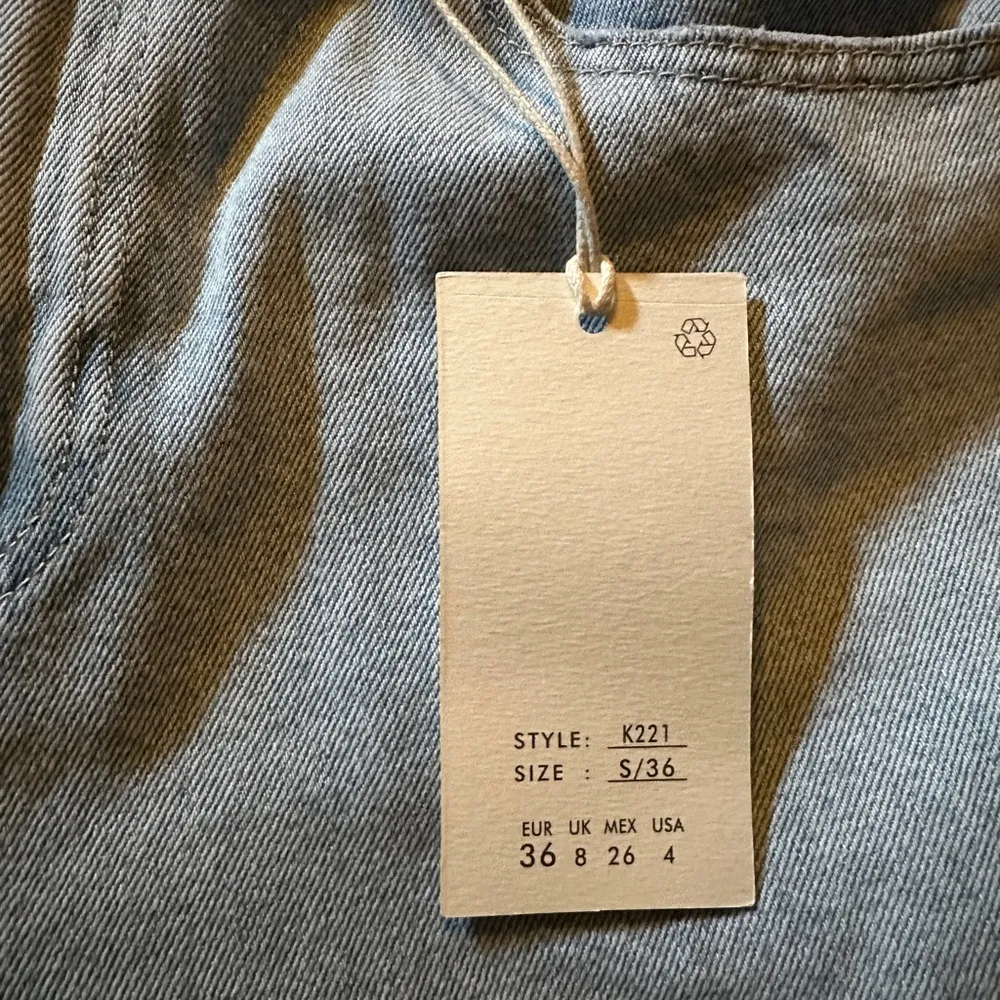 STYLE: K221
SIZE : S/36
EUR UK MEX USA
36 8 26 4